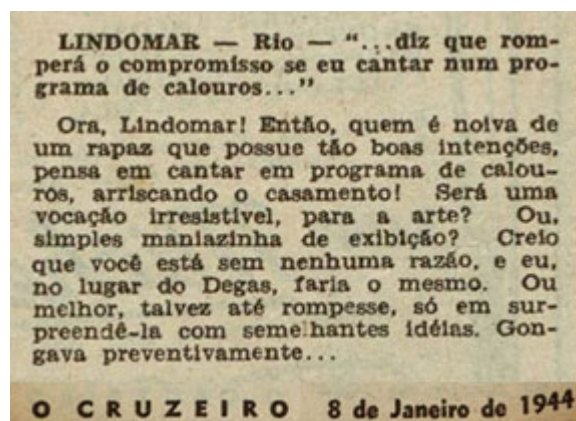 LINDOMAR — Rio — “...diz que rom-
perá o compromisso se eu cantar num pro-
grama de calouros...”
Ora, Lindomar! Então, quem é noiva de
um rapaz que possue tão boas intenções,
pensa em cantar em programa de calou-
ros, arriscando o casamento! Será uma
vocação irresistivel, para a arte? Ou,
simples maniazinha de exibição? Creio
que você está sem nenhuma razão, e eu,
no lugar do Degas, faria o mesmo. Ou
melhor, talvez até rompesse, só em sur-
preendê-la com semelhantes idéias. Gon-
gava preventivamente...
O CRUZEIRO 8 de Janeiro de 1944